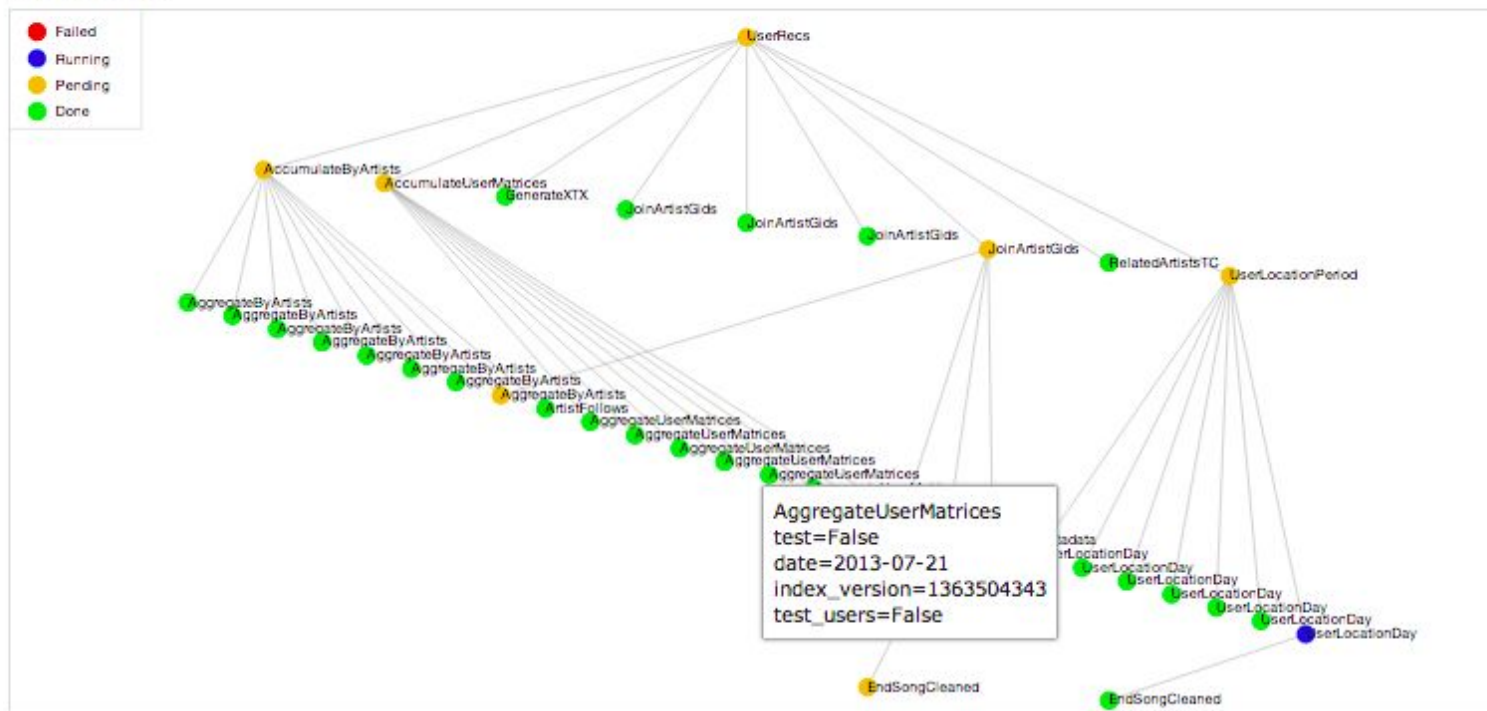 Failed
Running
Pending
Done
UserRecs
AccumulateByArtists
AccumulateUserMatrices
GenerateXTX
JoinArtistGids
JoinArtistGids
JoinArtistGids
JoinArtistGids
RelatedArtistsTC
UserLocationPeriod
AggregateByArtists
AggregateByArtists
AggregateByArtists
AggregateByArtists
AggregateByArtists
AggregateByArtists
AggregateByArtists
AggregateByArtists
ArtistFollows
AggregateUserMatrices
AggregateUserMatrices
AggregateUserMatrices
AggregateUserMatrices
AggregateUserMatrices
AggregateUserMatrices
test=False
date=2013-07-21
index_version=1363504343
test_users=False
UserLocationDay
UserLocationDay
UserLocationDay
UserLocationDay
UserLocationDay
UserLocationDay
EndSongCleaned
EndSongCleaned